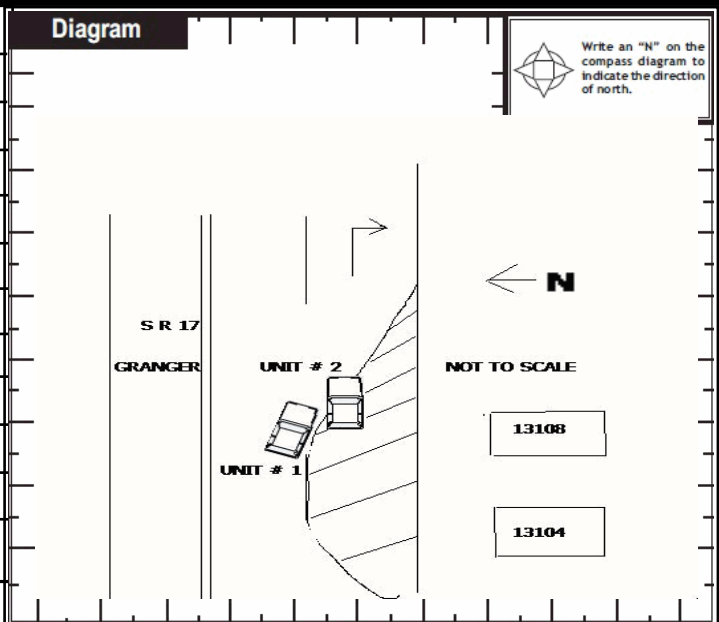 Diagram
Write an “N” on the
compass diagram to
indicate the direction
of north.
N
S R 17
GRANGER
UNIT # 2
NOT TO SCALE
13108
UNIT # 1
13104